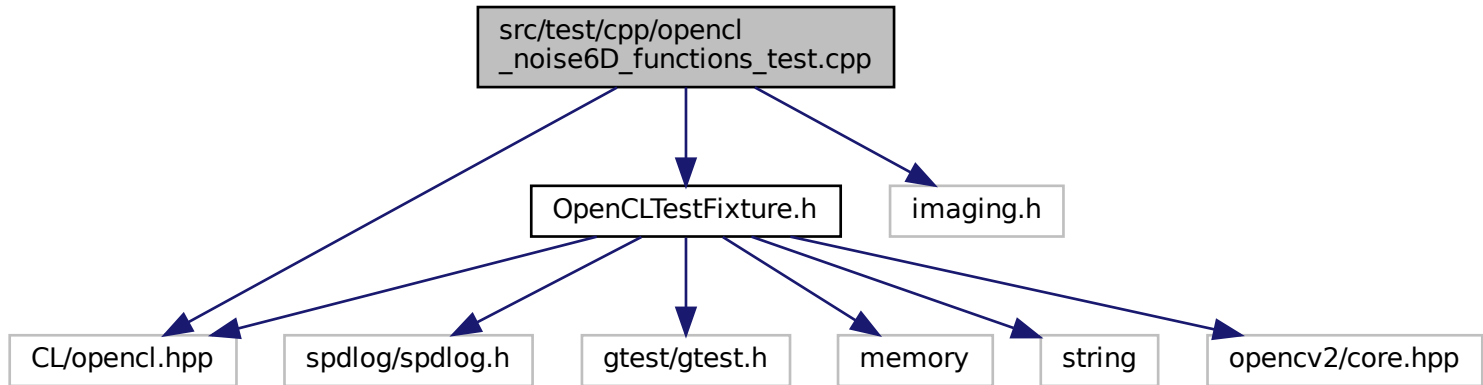 src/test/cpp/opencl
_noise6D_functions_test.cpp
OpenCLTestFixture.h
imaging.h
CL/opencl.hpp
spdlog/spdlog.h
gtest/gtest.h
memory
string
opencv2/core.hpp